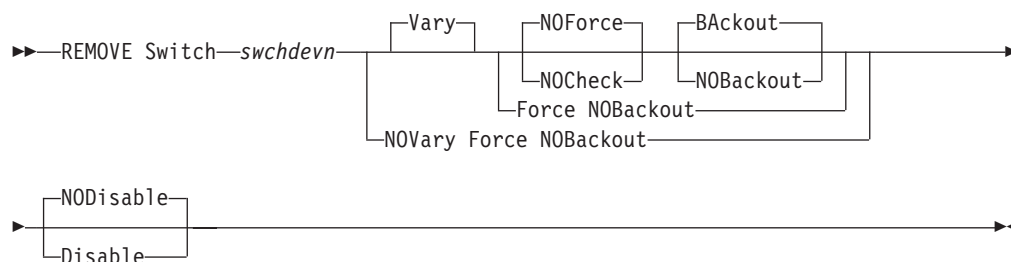 Vary NOForce BAckout
REMOVE Switch swchdevn
NOCheck NOBackout
Force NOBackout
NOVary Force NOBackout
NODisable
Disable